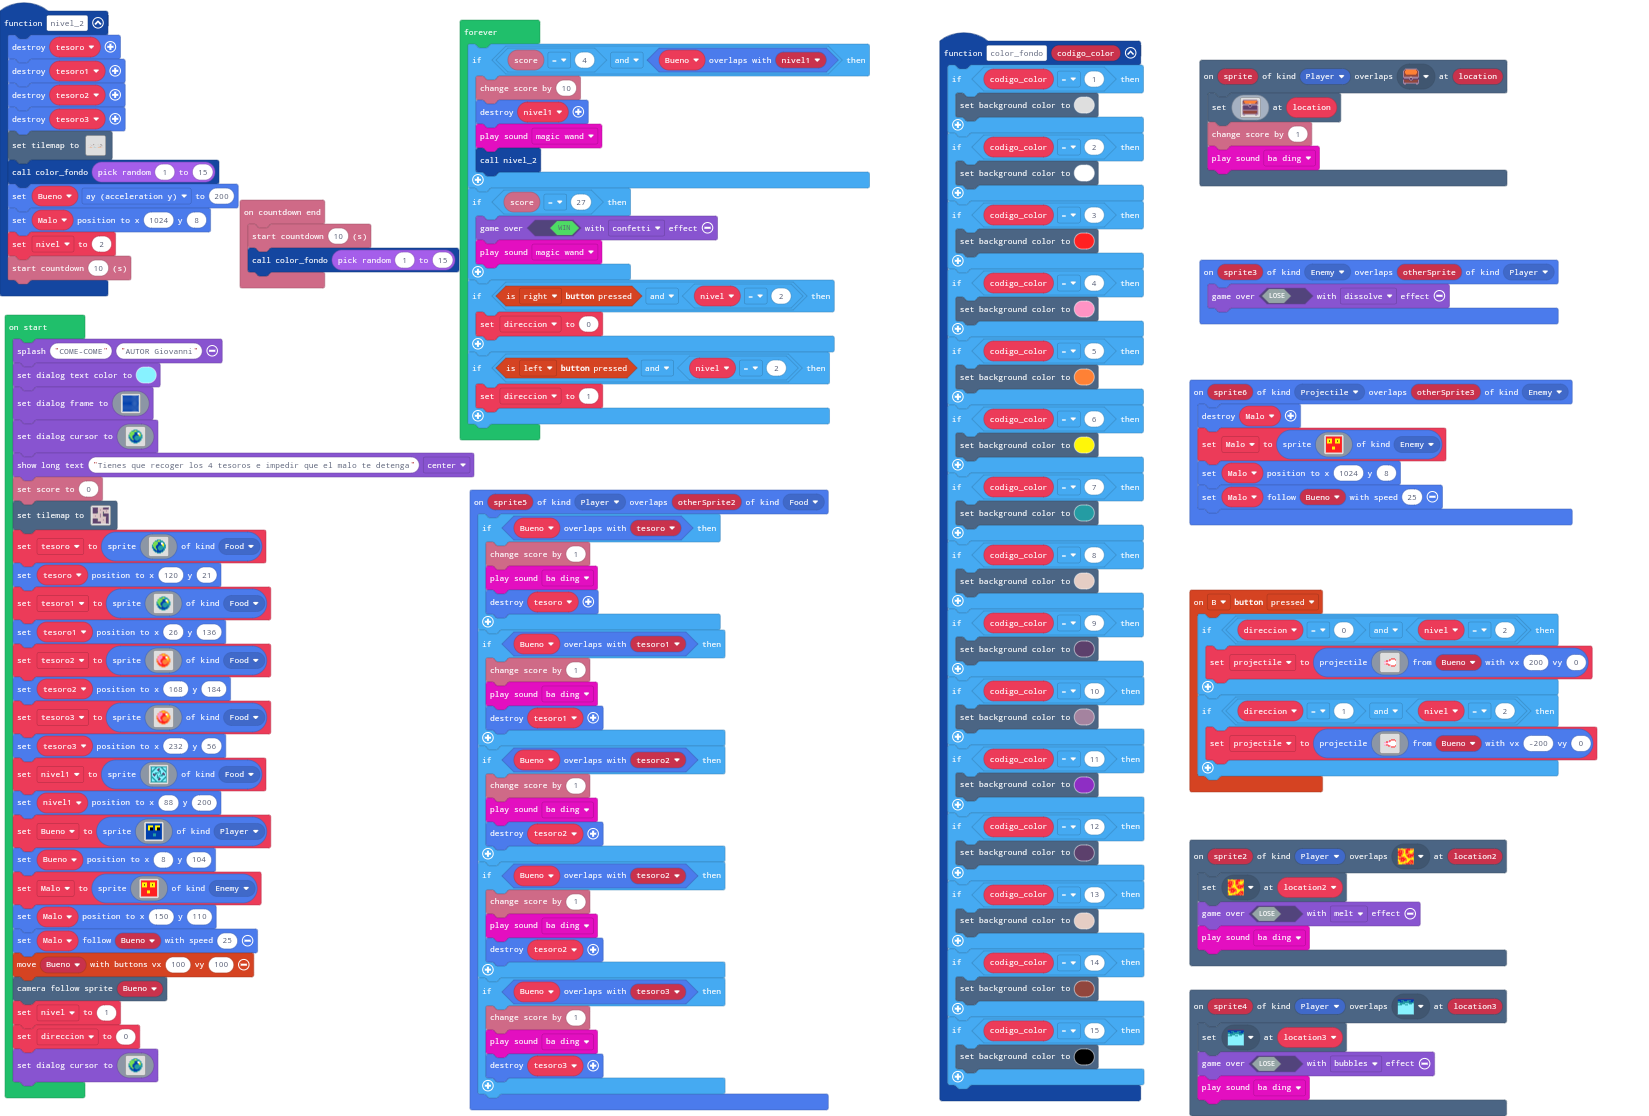 function nivel_2
destroy tesoro
destroy tesoro1
destroy tesoro2
destroy tesoro3
set tilemap to
call color_fondo pick random 1 to 15
set Bueno ay (acceleration y) to 200
set Malo position to x 1024 y 8
set nivel to 2
start countdown 10 (s)
on countdown end
start countdown 10 (s)
call color_fondo pick random 1 to 15
on start
splash "COME-COME" "AUTOR Giovanni"
set dialog text color to
set dialog frame to
set dialog cursor to
show long text "Tienes que recoger los 4 tesoros e impedir que el malo te detenga" center
set score to 0
set tilemap to
set tesoro to sprite of kind Food
set tesoro position to x 120 y 21
set tesoro1 to sprite of kind Food
set tesoro1 position to x 26 y 136
set tesoro2 to sprite of kind Food
set tesoro2 position to x 168 y 184
set tesoro3 to sprite of kind Food
set tesoro3 position to x 232 y 56
set nivel1 to sprite of kind Food
set nivel1 position to x 88 y 200
set Bueno to sprite of kind Player
set Bueno position to x 8 y 104
set Malo to sprite of kind Enemy
set Malo position to x 150 y 110
set Malo follow Bueno with speed 25
move Bueno with buttons vx 100 vy 100
camera follow sprite Bueno
set nivel to 1
set direccion to 0
set dialog cursor to
forever
if score = 4 and Bueno overlaps with nivel1 then
change score by 10
destroy nivel1
play sound magic wand
call nivel_2
if score = 27 then
game over WIN with confetti effect
play sound magic wand
if is right button pressed and nivel = 2 then
set direccion to 0
if is left button pressed and nivel = 2 then
set direccion to 1
on sprite5 of kind Player overlaps otherSprite2 of kind Food
if Bueno overlaps with tesoro then
change score by 1
play sound ba ding
destroy tesoro
if Bueno overlaps with tesoro1 then
change score by 1
play sound ba ding
destroy tesoro1
if Bueno overlaps with tesoro2 then
change score by 1
play sound ba ding
destroy tesoro2
if Bueno overlaps with tesoro2 then
change score by 1
play sound ba ding
destroy tesoro2
if Bueno overlaps with tesoro3 then
change score by 1
play sound ba ding
destroy tesoro3
function color_fondo codigo_color
if codigo_color = 1 then
set background color to
if codigo_color = 2 then
set background color to
if codigo_color = 3 then
set background color to
if codigo_color = 4 then
set background color to
if codigo_color = 5 then
set background color to
if codigo_color = 6 then
set background color to
if codigo_color = 7 then
set background color to
if codigo_color = 8 then
set background color to
if codigo_color = 9 then
set background color to
if codigo_color = 10 then
set background color to
if codigo_color = 11 then
set background color to
if codigo_color = 12 then
set background color to
if codigo_color = 13 then
set background color to
if codigo_color = 14 then
set background color to
if codigo_color = 15 then
set background color to
on sprite of kind Player overlaps at location
set at location
change score by 1
play sound ba ding
on sprite3 of kind Enemy overlaps otherSprite of kind Player
game over LOSE with dissolve effect
on sprite6 of kind Projectile overlaps otherSprite3 of kind Enemy
destroy Malo
set Malo to sprite of kind Enemy
set Malo position to x 1024 y 8
set Malo follow Bueno with speed 25
on B button pressed
if direccion = 0 and nivel = 2 then
set projectile to projectile from Bueno with vx 200 vy 0
if direccion = 1 and nivel = 2 then
set projectile to projectile from Bueno with vx -200 vy 0
on sprite2 of kind Player overlaps at location2
set at location2
game over LOSE with melt effect
play sound ba ding
on sprite4 of kind Player overlaps at location3
set at location3
game over LOSE with bubbles effect
play sound ba ding